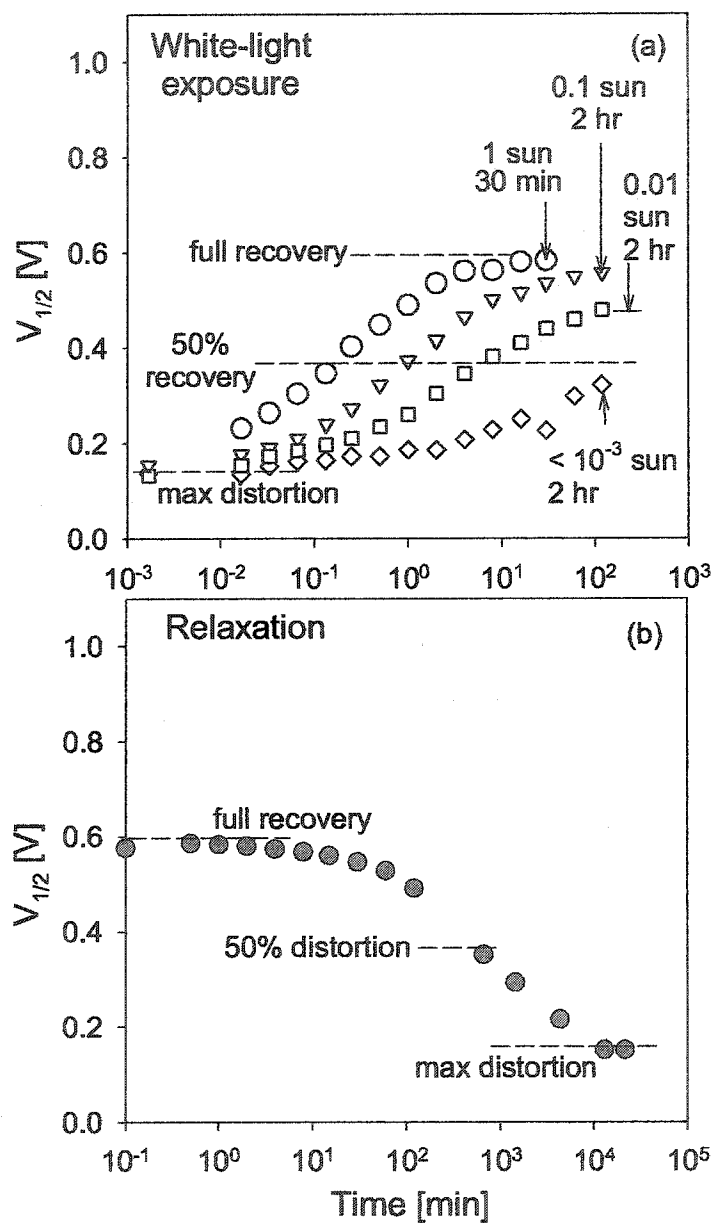 White-light
exposure
(a)
0.1 sun
2 hr
1 sun
30 min
0.01
sun
2 hr
full recovery
50%
recovery
max distortion
< 10⁻³ sun
2 hr
V1/2 [V]
1.0
0.8
0.6
0.4
0.2
0.0
10⁻³ 10⁻² 10⁻¹ 10⁰ 10¹ 10² 10³
Relaxation
(b)
full recovery
50% distortion
max distortion
V1/2 [V]
1.0
0.8
0.6
0.4
0.2
0.0
10⁻¹ 10⁰ 10¹ 10² 10³ 10⁴ 10⁵
Time [min]